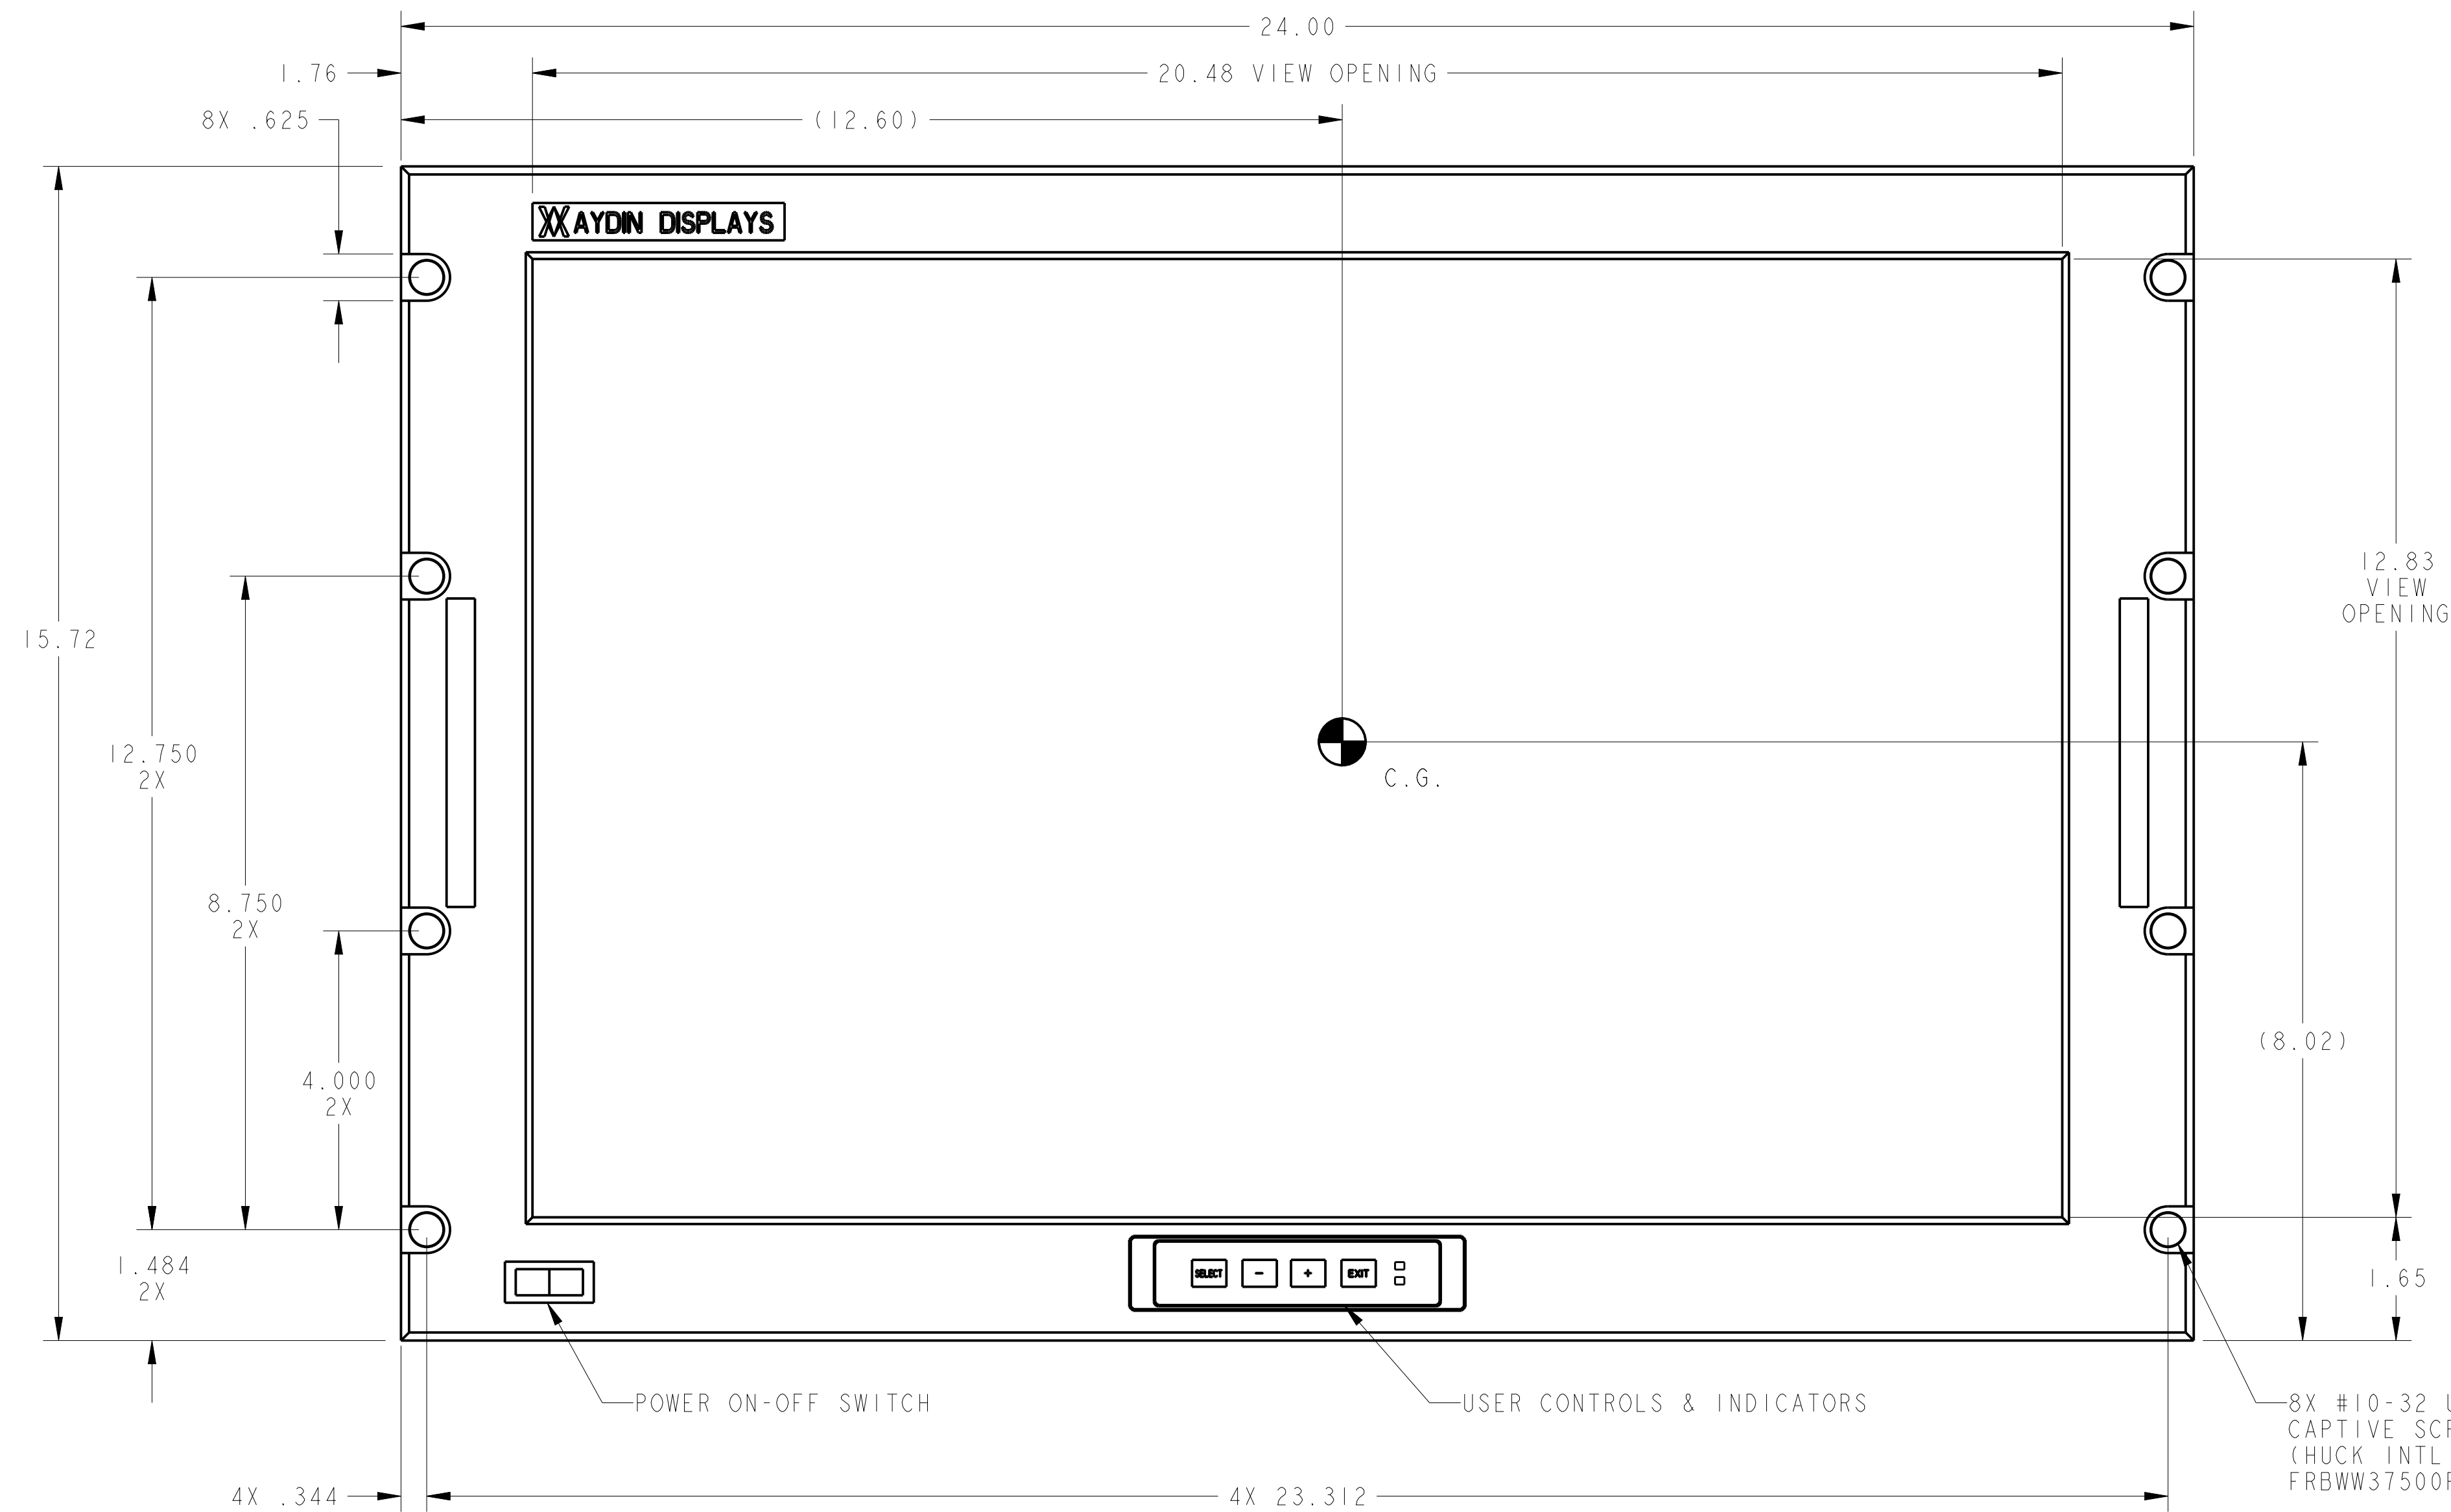 24.00
1.76
20.48 VIEW OPENING
8X .625
(12.60)
AYDIN DISPLAYS
12.83
VIEW
OPENING
15.72
12.750
2X
C.G.
8.750
2X
(8.02)
4.000
2X
1.484
2X
SELECT - + EXIT
1.65
POWER ON-OFF SWITCH
USER CONTROLS & INDICATORS
8X #10-32
CAPTIVE
(HUCK INTL
4X .344
4X 23.312